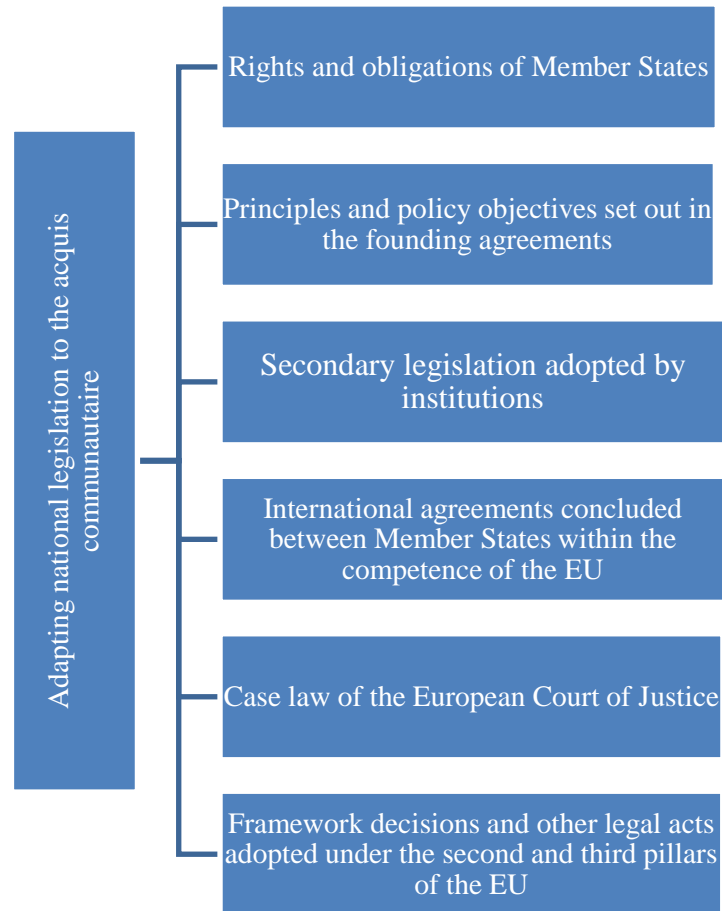 Adapting national legislation to the acquis
communautaire
Rights and obligations of Member States
Principles and policy objectives set out in
the founding agreements
Secondary legislation adopted by
institutions
International agreements concluded
between Member States within the
competence of the EU
Case law of the European Court of Justice
Framework decisions and other legal acts
adopted under the second and third pillars
of the EU